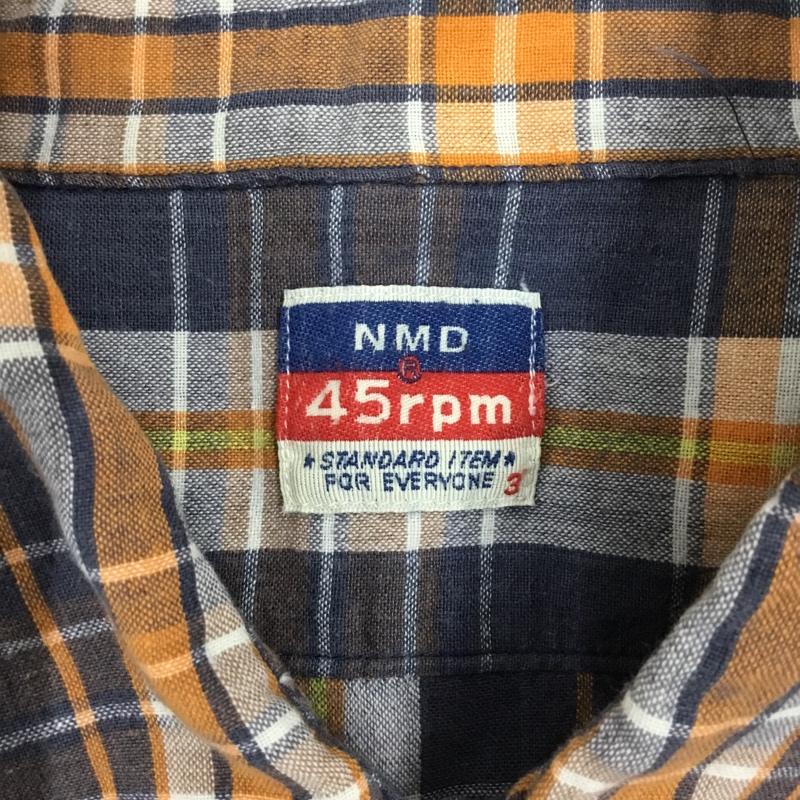 NMD
®
45rpm
★STANDARD ITEM★
FOR EVERYONE 3